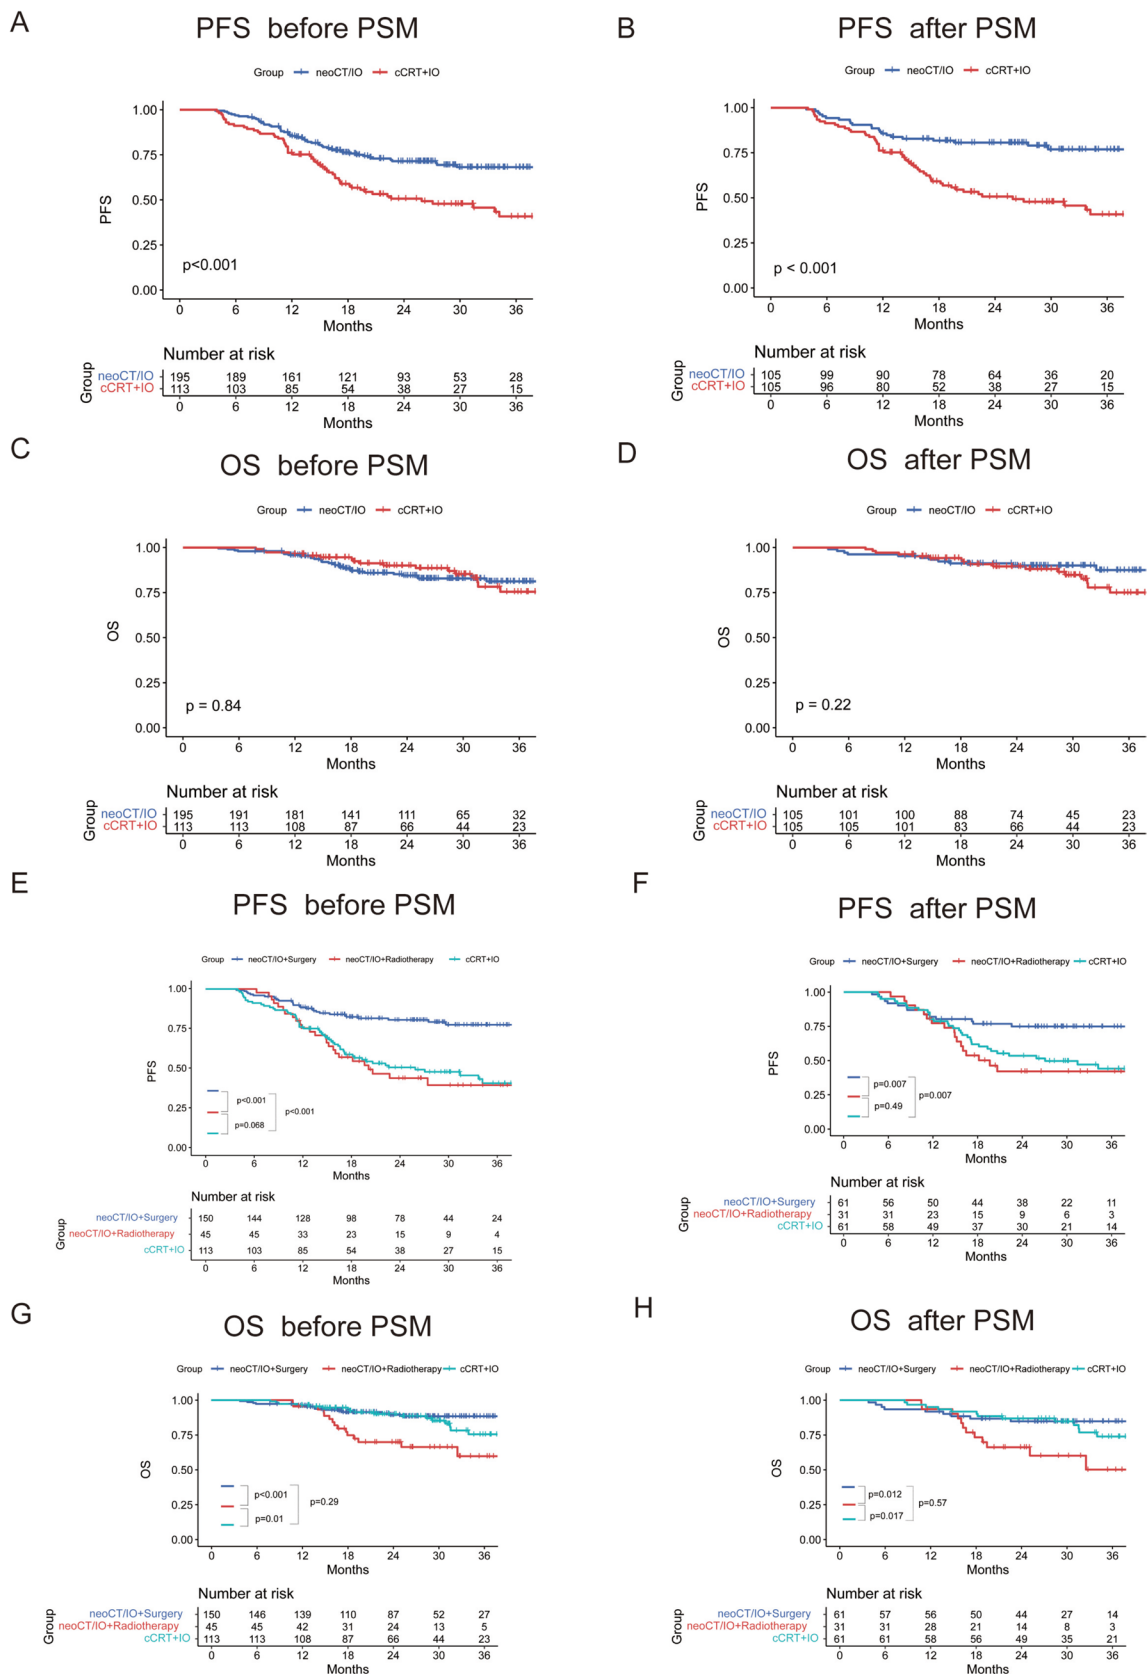 A
PFS before PSM
Group neoCT/IO cCRT+IO
1.00
0.75
0.50
0.25
0.00
PFS
p<0.001
0 6 12 18 24 30 36
Months
Number at risk
Group
neoCT/IO 195 189 161 121 93 53 28
cCRT+IO 113 103 85 54 38 27 15
0 6 12 18 24 30 36
Months
B
PFS after PSM
Group neoCT/IO cCRT+IO
1.00
0.75
0.50
0.25
0.00
PFS
p < 0.001
0 6 12 18 24 30 36
Months
Number at risk
Group
neoCT/IO 105 99 90 78 64 36 20
cCRT+IO 105 96 80 52 38 27 15
0 6 12 18 24 30 36
Months
C
OS before PSM
Group neoCT/IO cCRT+IO
1.00
0.75
0.50
0.25
0.00
OS
p = 0.84
0 6 12 18 24 30 36
Months
Number at risk
Group
neoCT/IO 195 191 181 141 111 65 32
cCRT+IO 113 113 108 87 66 44 23
0 6 12 18 24 30 36
Months
D
OS after PSM
Group neoCT/IO cCRT+IO
1.00
0.75
0.50
0.25
0.00
OS
p = 0.22
0 6 12 18 24 30 36
Months
Number at risk
Group
neoCT/IO 105 101 100 88 74 45 23
cCRT+IO 105 105 101 83 66 44 23
0 6 12 18 24 30 36
Months
E
PFS before PSM
Group neoCT/IO+Surgery neoCT/IO+Radiotherapy cCRT+IO
1.00
0.75
0.50
0.25
0.00
PFS
p<0.001
p<0.001
p=0.068
0 6 12 18 24 30 36
Months
Number at risk
Group
neoCT/IO+Surgery 150 144 128 98 78 44 24
neoCT/IO+Radiotherapy 45 45 33 23 15 9 4
cCRT+IO 113 103 85 54 38 27 15
0 6 12 18 24 30 36
Months
F
PFS after PSM
Group neoCT/IO+Surgery neoCT/IO+Radiotherapy cCRT+IO
1.00
0.75
0.50
0.25
0.00
PFS
p=0.007
p=0.007
p=0.49
0 6 12 18 24 30 36
Months
Number at risk
Group
neoCT/IO+Surgery 61 56 50 44 38 22 11
neoCT/IO+Radiotherapy 31 31 23 15 9 6 3
cCRT+IO 61 58 49 37 30 21 14
0 6 12 18 24 30 36
Months
G
OS before PSM
Group neoCT/IO+Surgery neoCT/IO+Radiotherapy cCRT+IO
1.00
0.75
0.50
0.25
0.00
OS
p<0.001
p=0.29
p=0.01
0 6 12 18 24 30 36
Months
Number at risk
Group
neoCT/IO+Surgery 150 146 139 110 87 52 27
neoCT/IO+Radiotherapy 45 45 42 31 24 13 5
cCRT+IO 113 113 108 87 66 44 23
0 6 12 18 24 30 36
Months
H
OS after PSM
Group neoCT/IO+Surgery neoCT/IO+Radiotherapy cCRT+IO
1.00
0.75
0.50
0.25
0.00
OS
p=0.012
p=0.57
p=0.017
0 6 12 18 24 30 36
Months
Number at risk
Group
neoCT/IO+Surgery 61 57 56 50 44 27 14
neoCT/IO+Radiotherapy 31 31 28 21 14 8 3
cCRT+IO 61 61 58 56 49 35 21
0 6 12 18 24 30 36
Months